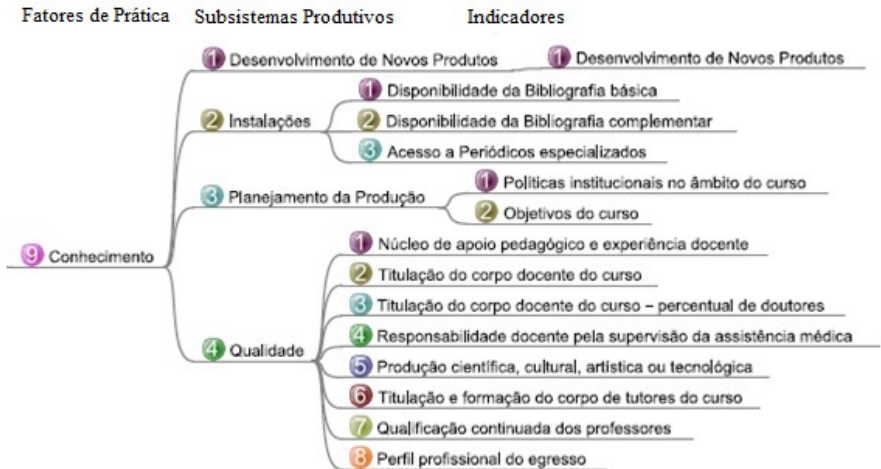 Fatores de Prática Subsistemas Produtivos Indicadores
1 Desenvolvimento de Novos Produtos 1 Desenvolvimento de Novos Produtos
1 Disponibilidade da Bibliografia básica
2 Instalações 2 Disponibilidade da Bibliografia complementar
3 Acesso a Periódicos especializados
1 Políticas institucionais no âmbito do curso
3 Planejamento da Produção
2 Objetivos do curso
9 Conhecimento
1 Núcleo de apoio pedagógico e experiência docente
2 Titulação do corpo docente do curso
3 Titulação do corpo docente do curso – percentual de doutores
4 Responsabilidade docente pela supervisão da assistência médica
4 Qualidade
5 Produção científica, cultural, artística ou tecnológica
6 Titulação e formação do corpo de tutores do curso
7 Qualificação continuada dos professores
8 Perfil profissional do egresso